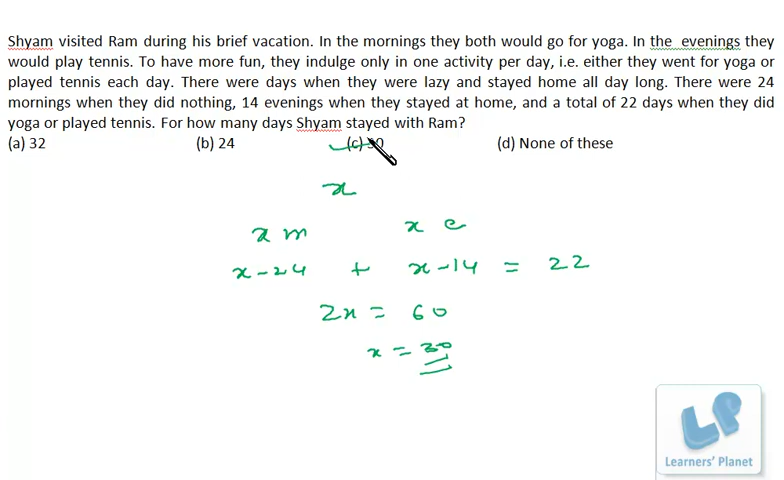 Shyam visited Ram during his brief vacation. In the mornings they both would go for yoga. In the evenings they
would play tennis. To have more fun, they indulge only in one activity per day, i.e. either they went for yoga or
played tennis each day. There were days when they were lazy and stayed home all day long. There were 24
mornings when they did nothing, 14 evenings when they stayed at home, and a total of 22 days when they did
yoga or played tennis. For how many days Shyam stayed with Ram?
(a) 32 (b) 24 (c) 30 (d) None of these
x
x m x e
x-24 + x-14 = 22
2x = 60
x = 30
LP
Learners' Planet